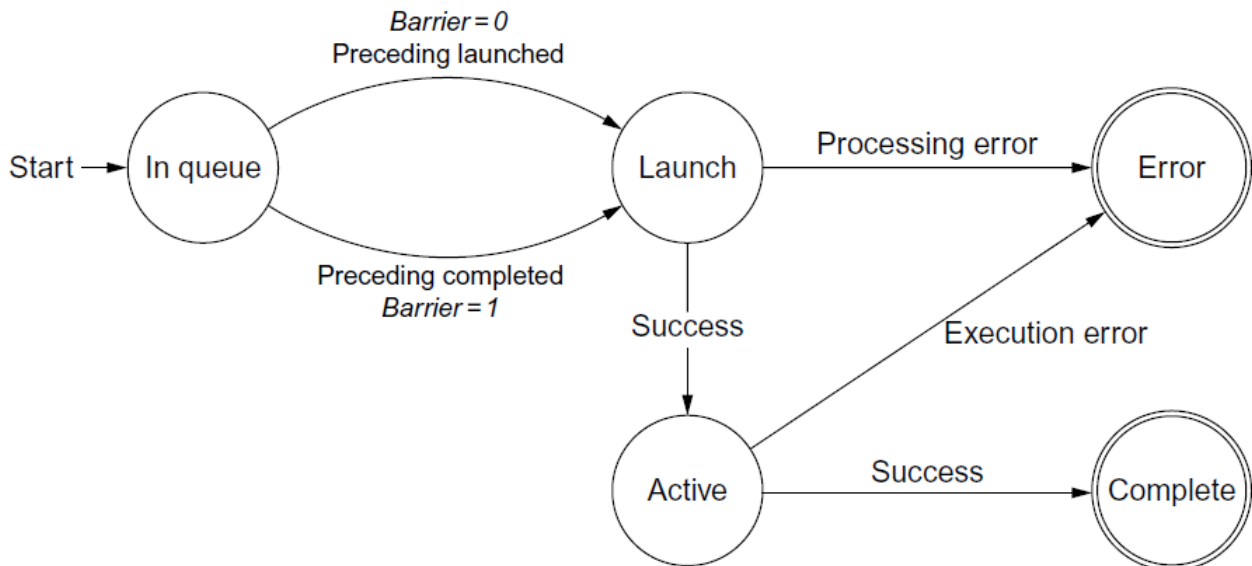 Barrier = 0
Preceding launched
Start
In queue
Launch
Processing error
Error
Preceding completed
Barrier = 1
Success
Execution error
Active
Success
Complete